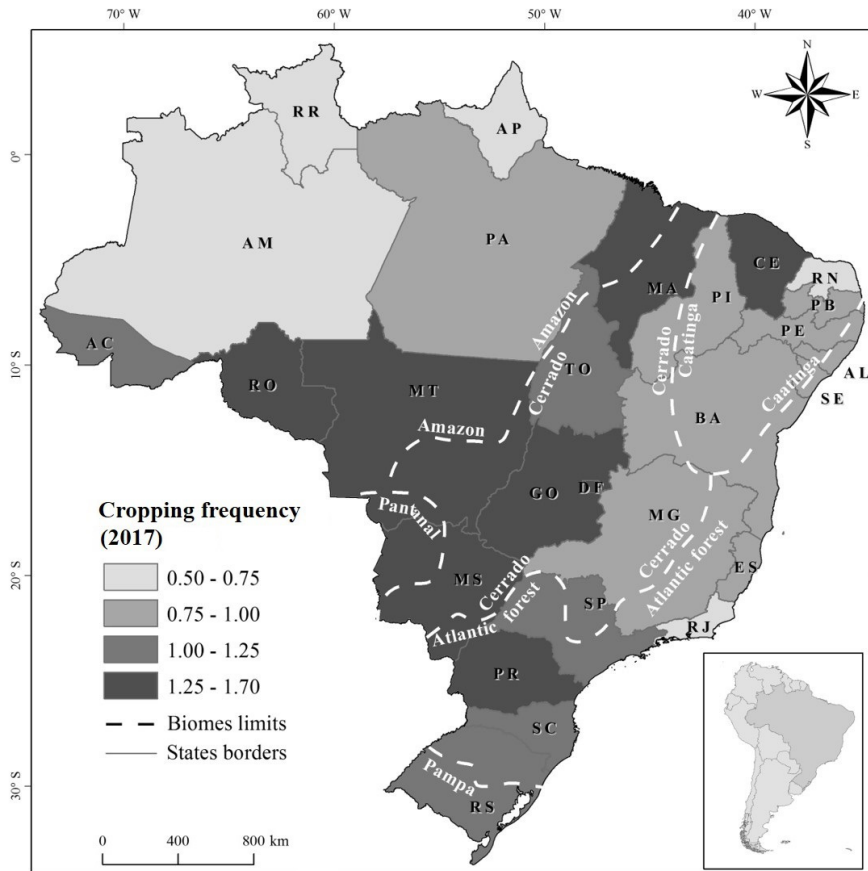 70° W
60° W
50° W
40° W
N
W
E
S
0°
10°S
20°S
30°S
RR
AP
AM
PA
MA
CE
RN
PI
PB
PE
AC
AL
SE
TO
RO
MT
BA
GO
DF
MG
ES
MS
SP
RJ
PR
SC
RS
Amazon
Cerrado
Cerrado
Caatinga
Caatinga
Amazon
Pantanal
Cerrado
Atlantic forest
Cerrado
Atlantic forest
Pampa
Cropping frequency
(2017)
0.50 - 0.75
0.75 - 1.00
1.00 - 1.25
1.25 - 1.70
Biomes limits
States borders
0 400 800 km